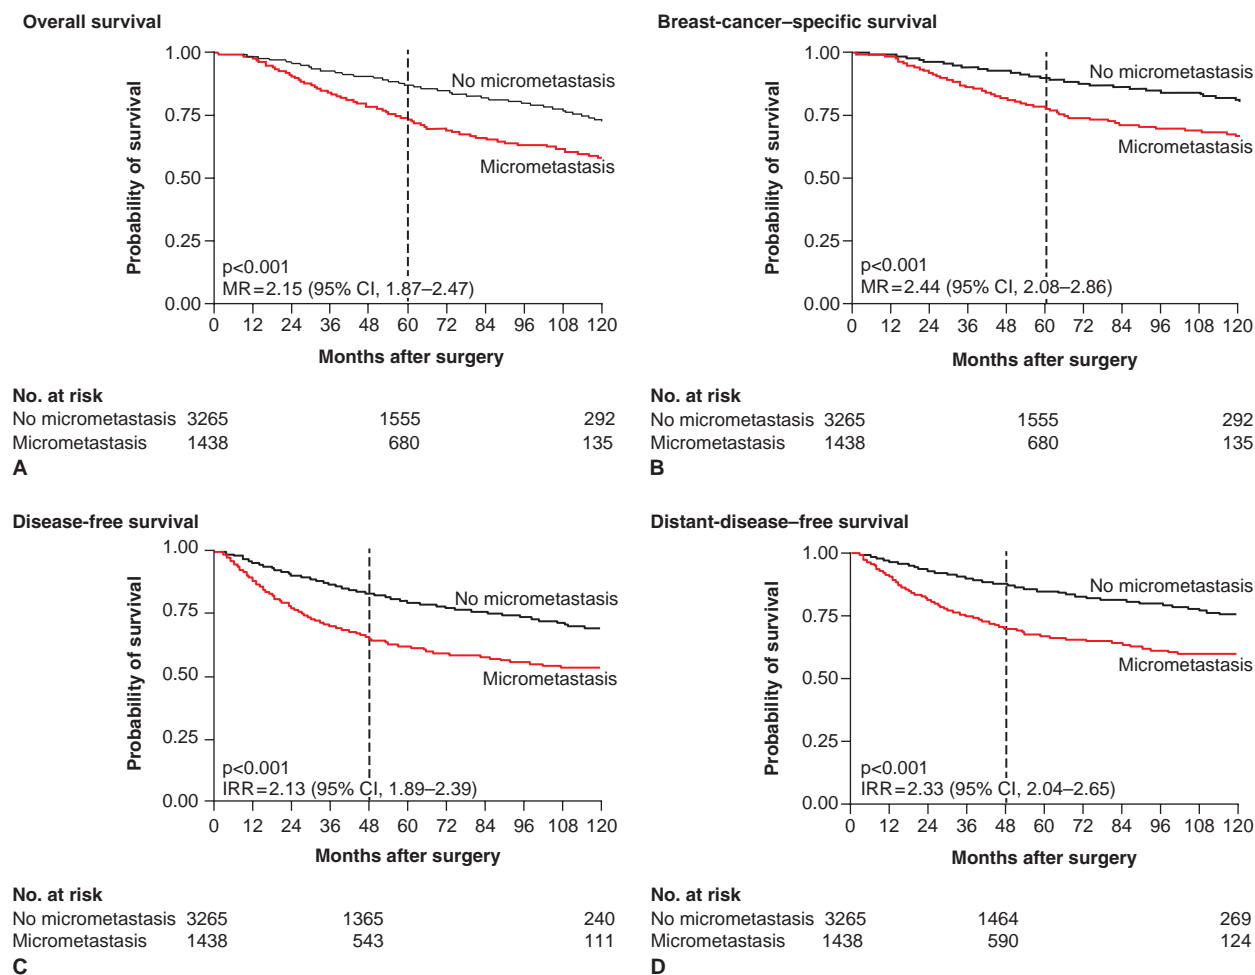 Overall survival
1.00
0.75
0.50
0.25
0.00
Probability of survival
No micrometastasis
Micrometastasis
p<0.001
MR=2.15 (95% CI, 1.87–2.47)
0 12 24 36 48 60 72 84 96 108 120
Months after surgery
No. at risk
No micrometastasis 3265 1555 292
Micrometastasis 1438 680 135
A
Breast-cancer–specific survival
1.00
0.75
0.50
0.25
0.00
Probability of survival
No micrometastasis
Micrometastasis
p<0.001
MR=2.44 (95% CI, 2.08–2.86)
0 12 24 36 48 60 72 84 96 108 120
Months after surgery
No. at risk
No micrometastasis 3265 1555 292
Micrometastasis 1438 680 135
B
Disease-free survival
1.00
0.75
0.50
0.25
0.00
Probability of survival
No micrometastasis
Micrometastasis
p<0.001
IRR=2.13 (95% CI, 1.89–2.39)
0 12 24 36 48 60 72 84 96 108 120
Months after surgery
No. at risk
No micrometastasis 3265 1365 240
Micrometastasis 1438 543 111
C
Distant-disease–free survival
1.00
0.75
0.50
0.25
0.00
Probability of survival
No micrometastasis
Micrometastasis
p<0.001
IRR=2.33 (95% CI, 2.04–2.65)
0 12 24 36 48 60 72 84 96 108 120
Months after surgery
No. at risk
No micrometastasis 3265 1464 269
Micrometastasis 1438 590 124
D